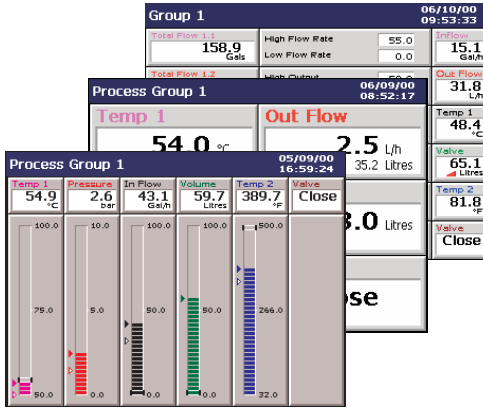 Group 1 06/10/00 09:53:33
Total Flow 1.1 High Flow Rate 55.0 Inflow
158.9 Gals Low Flow Rate 0.0 15.1 Gal/h
Total Flow 1.2 High Output Out Flow
31.8 L/h
Temp 1
48.4 °C
Valve
65.1 Litres
Temp 2
81.8 °F
Valve
Close
Process Group 1 06/09/00 08:52:17
Temp 1 Out Flow
54.0 °C 2.5 L/h
35.2 Litres
3.0 Litres
ose
Process Group 1 05/09/00 16:59:24
Temp 1 Pressure In Flow Volume Temp 2 Valve
54.9 °C 2.6 bar 43.1 Gal/h 59.7 Litres 389.7 °F Close
100.0 10.0 100.0 100.0 500.0
75.0 5.0 50.0 50.0 266.0
50.0 0.0 0.0 0.0 32.0